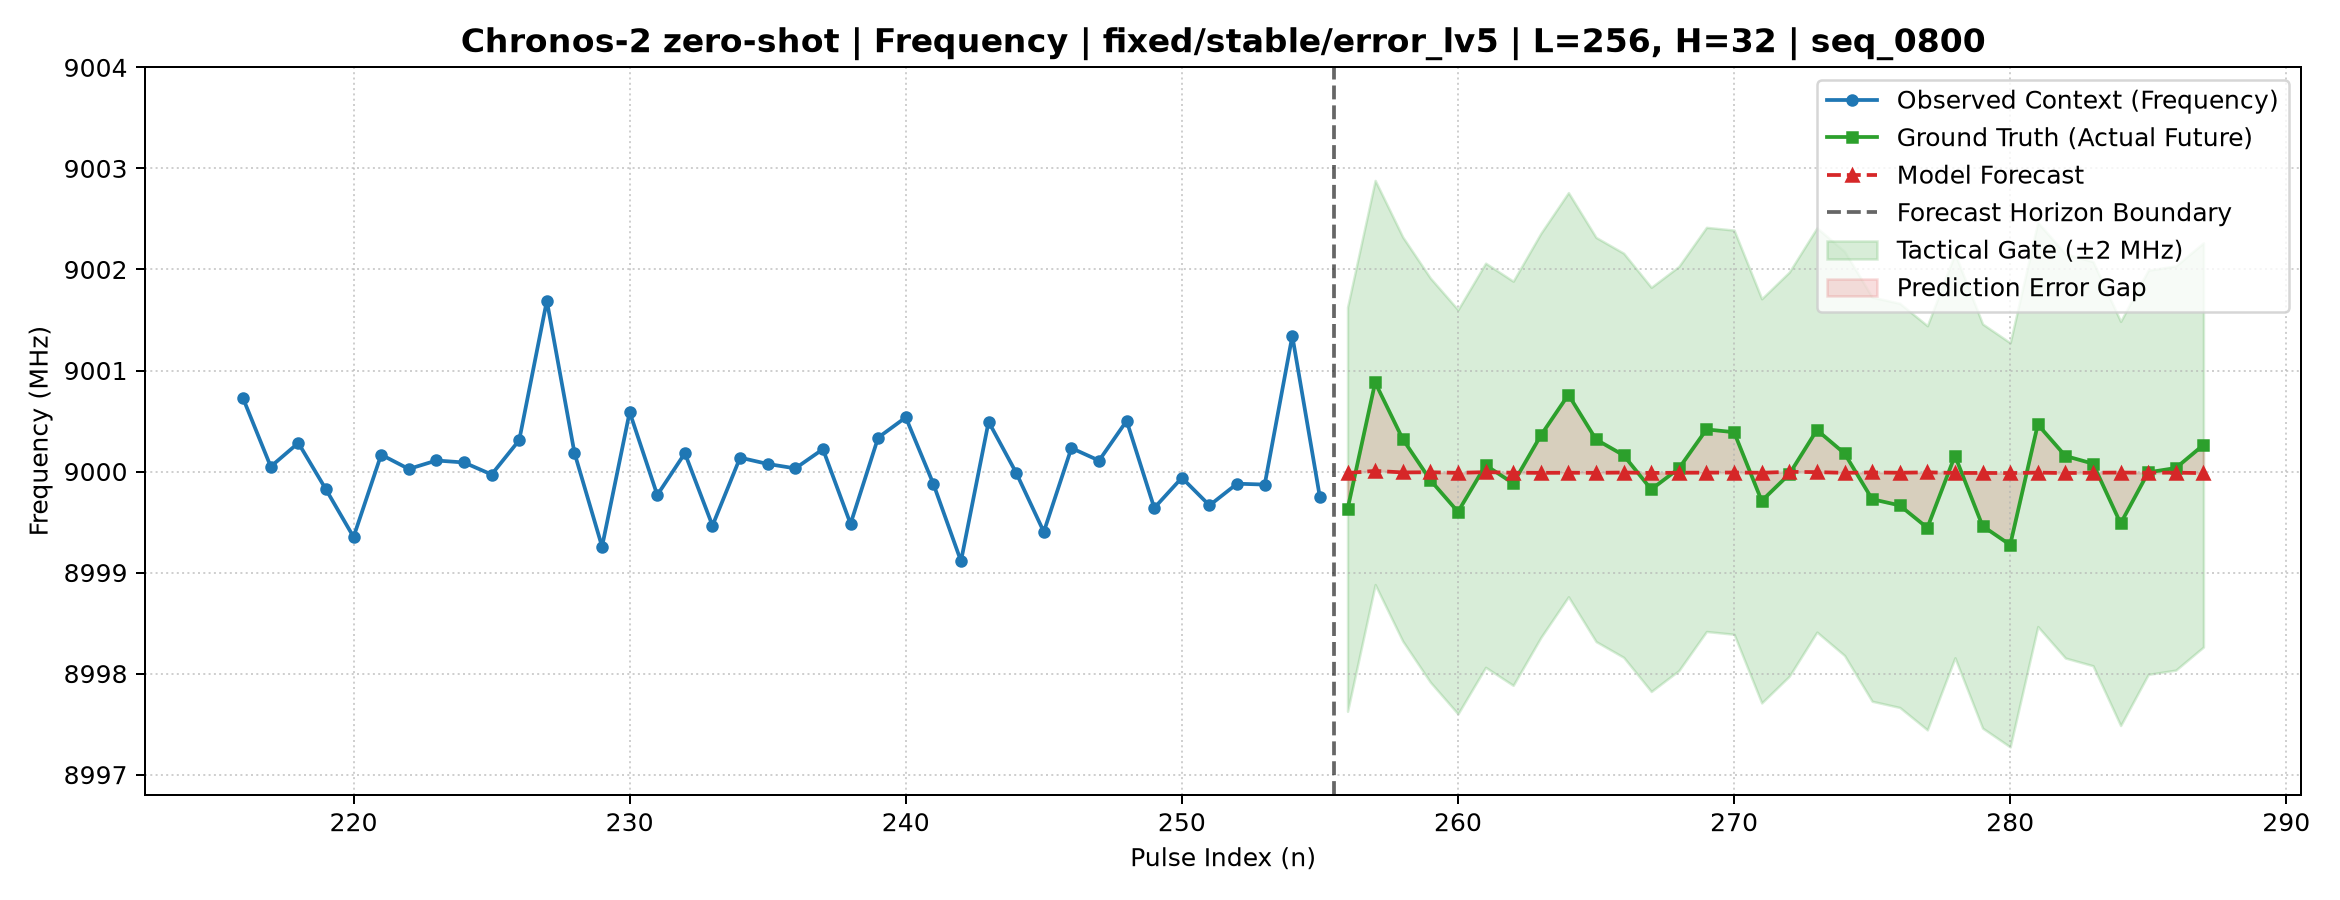 Chronos-2 zero-shot | Frequency | fixed/stable/error_lv5 | L=256, H=32 | seq_0800
Frequency (MHz)
9004
9003
9002
9001
9000
8999
8998
8997
Observed Context (Frequency)
Ground Truth (Actual Future)
Model Forecast
Forecast Horizon Boundary
Tactical Gate (±2 MHz)
Prediction Error Gap
220
230
240
250
260
270
280
290
Pulse Index (n)